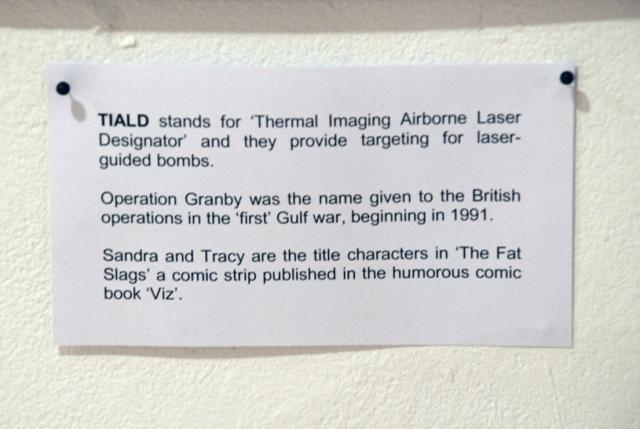 TIALD stands for ‘Thermal Imaging Airborne Laser
Designator’ and they provide targeting for laser-
guided bombs.
Operation Granby was the name given to the British
operations in the ‘first’ Gulf war, beginning in 1991.
Sandra and Tracy are the title characters in ‘The Fat
Slags’ a comic strip published in the humorous comic
book ‘Viz’.